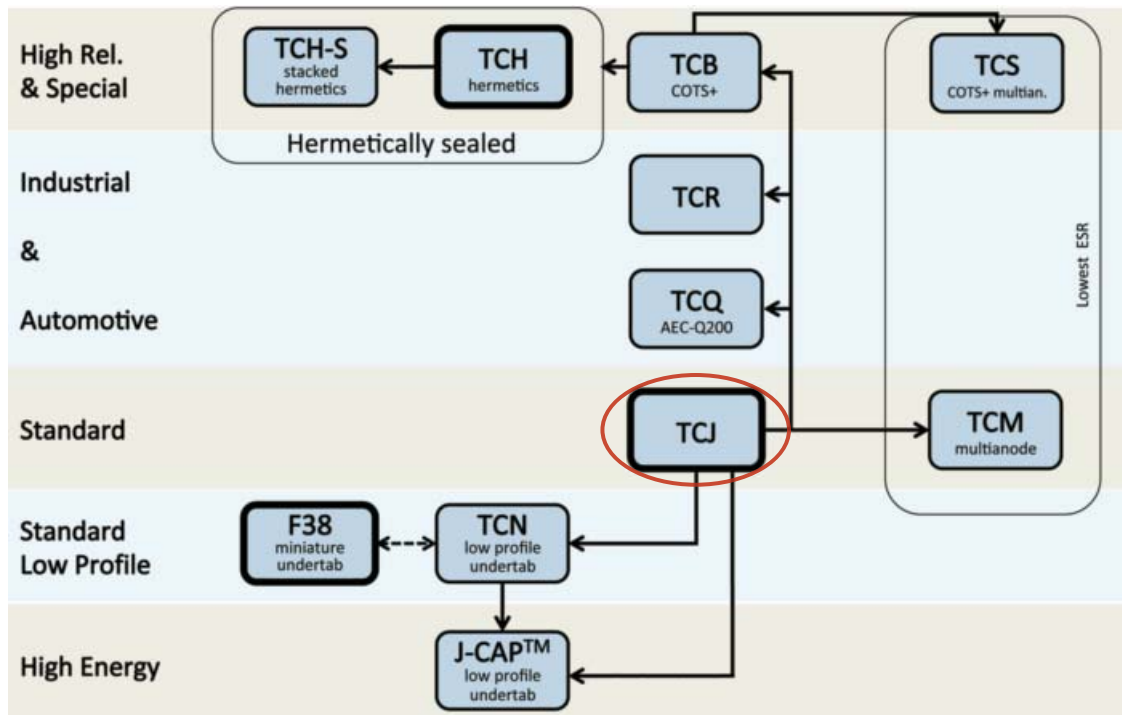 High Rel.
& Special
TCH-S
stacked
hermetics
TCH
hermetics
TCB
COTS+
TCS
COTS+ multian.
Hermetically sealed
Industrial
&
Automotive
TCR
TCQ
AEC-Q200
Lowest ESR
Standard
TCJ
TCM
multianode
Standard
Low Profile
F38
miniature
undertab
TCN
low profile
undertab
High Energy
J-CAP™
low profile
undertab